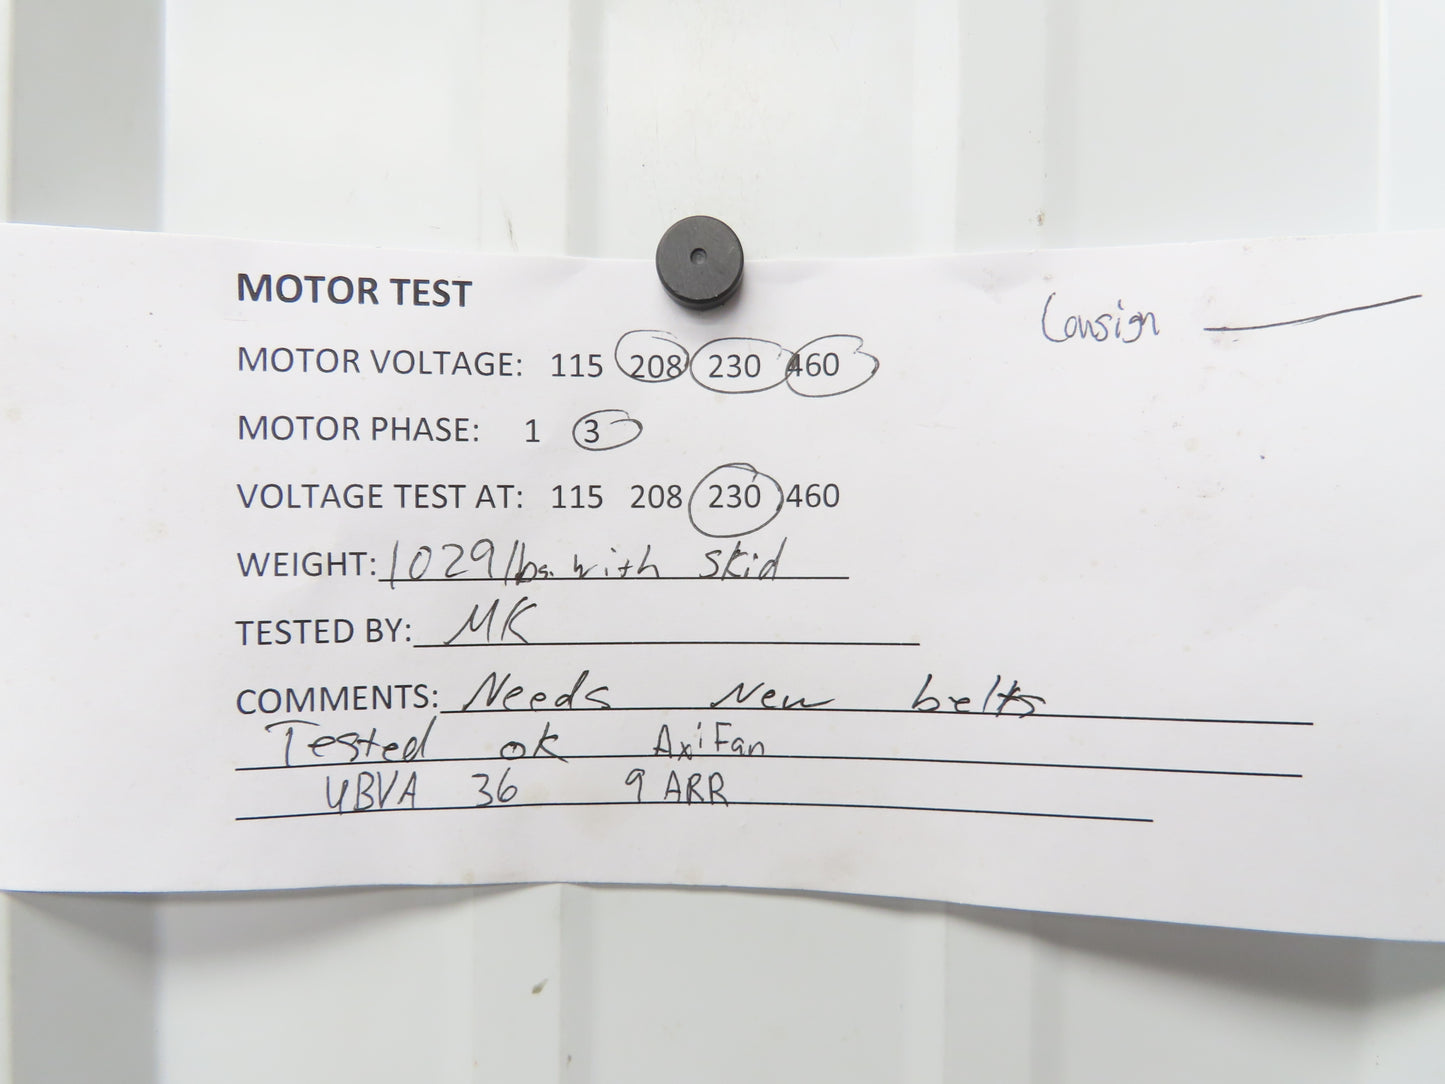 MOTOR TEST
Consign
MOTOR VOLTAGE: 115 208 230 460
MOTOR PHASE: 1 3
VOLTAGE TEST AT: 115 208 230 460
WEIGHT: 1029 lbs. with skid
TESTED BY: MK
COMMENTS: Needs New belts
Tested ok AxiFan
UBVA 36 9 ARR